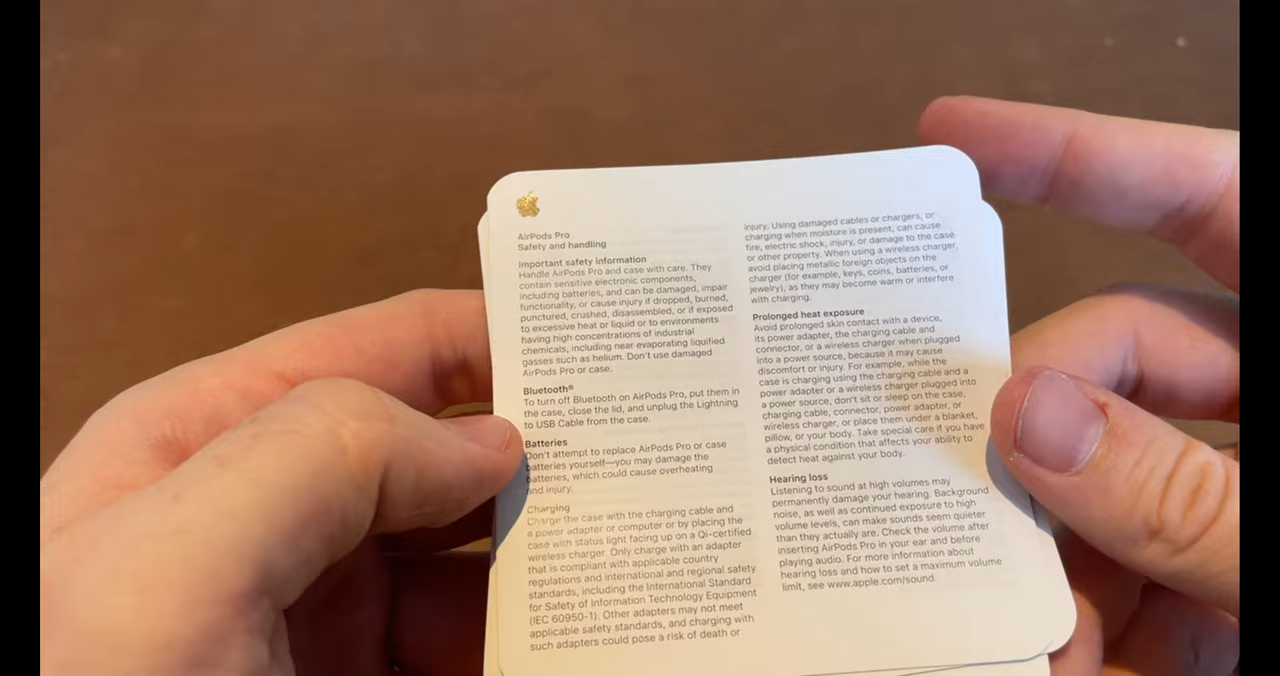 AirPods Pro
Safety and handling
Important safety information
Handle AirPods Pro and case with care. They
contain sensitive electronic components,
including batteries, and can be damaged, impair
functionality, or cause injury if dropped, burned,
punctured, crushed, disassembled, or if exposed
to excessive heat or liquid or to environments
having high concentrations of industrial
chemicals, including near evaporating liquified
gasses such as helium. Don't use damaged
AirPods Pro or case.
Bluetooth®
To turn off Bluetooth on AirPods Pro, put them in
the case, close the lid, and unplug the Lightning
to USB Cable from the case.
Batteries
Don't attempt to replace AirPods Pro or case
batteries yourself—you may damage the
batteries, which could cause overheating
and injury.
Charging
Charge the case with the charging cable and
a power adapter or computer or by placing the
case with status light facing up on a Qi-certified
wireless charger. Only charge with an adapter
that is compliant with applicable country
regulations and international and regional safety
standards, including the International Standard
for Safety of Information Technology Equipment
(IEC 60950-1). Other adapters may not meet
applicable safety standards, and charging with
such adapters could pose a risk of death or
injury. Using damaged cables or chargers, or
charging when moisture is present, can cause
fire, electric shock, injury, or damage to the case
or other property. When using a wireless charger,
avoid placing metallic foreign objects on the
charger (for example, keys, coins, batteries, or
jewelry), as they may become warm or interfere
with charging.
Prolonged heat exposure
Avoid prolonged skin contact with a device,
its power adapter, the charging cable and
connector, or a wireless charger when plugged
into a power source, because it may cause
discomfort or injury. For example, while the
case is charging using the charging cable and a
power adapter or a wireless charger plugged into
a power source, don't sit or sleep on the case,
charging cable, connector, power adapter, or
wireless charger, or place them under a blanket,
pillow, or your body. Take special care if you have
a physical condition that affects your ability to
detect heat against your body.
Hearing loss
Listening to sound at high volumes may
permanently damage your hearing. Background
noise, as well as continued exposure to high
volume levels, can make sounds seem quieter
than they actually are. Check the volume after
inserting AirPods Pro in your ear and before
playing audio. For more information about
hearing loss and how to set a maximum volume
limit, see www.apple.com/sound